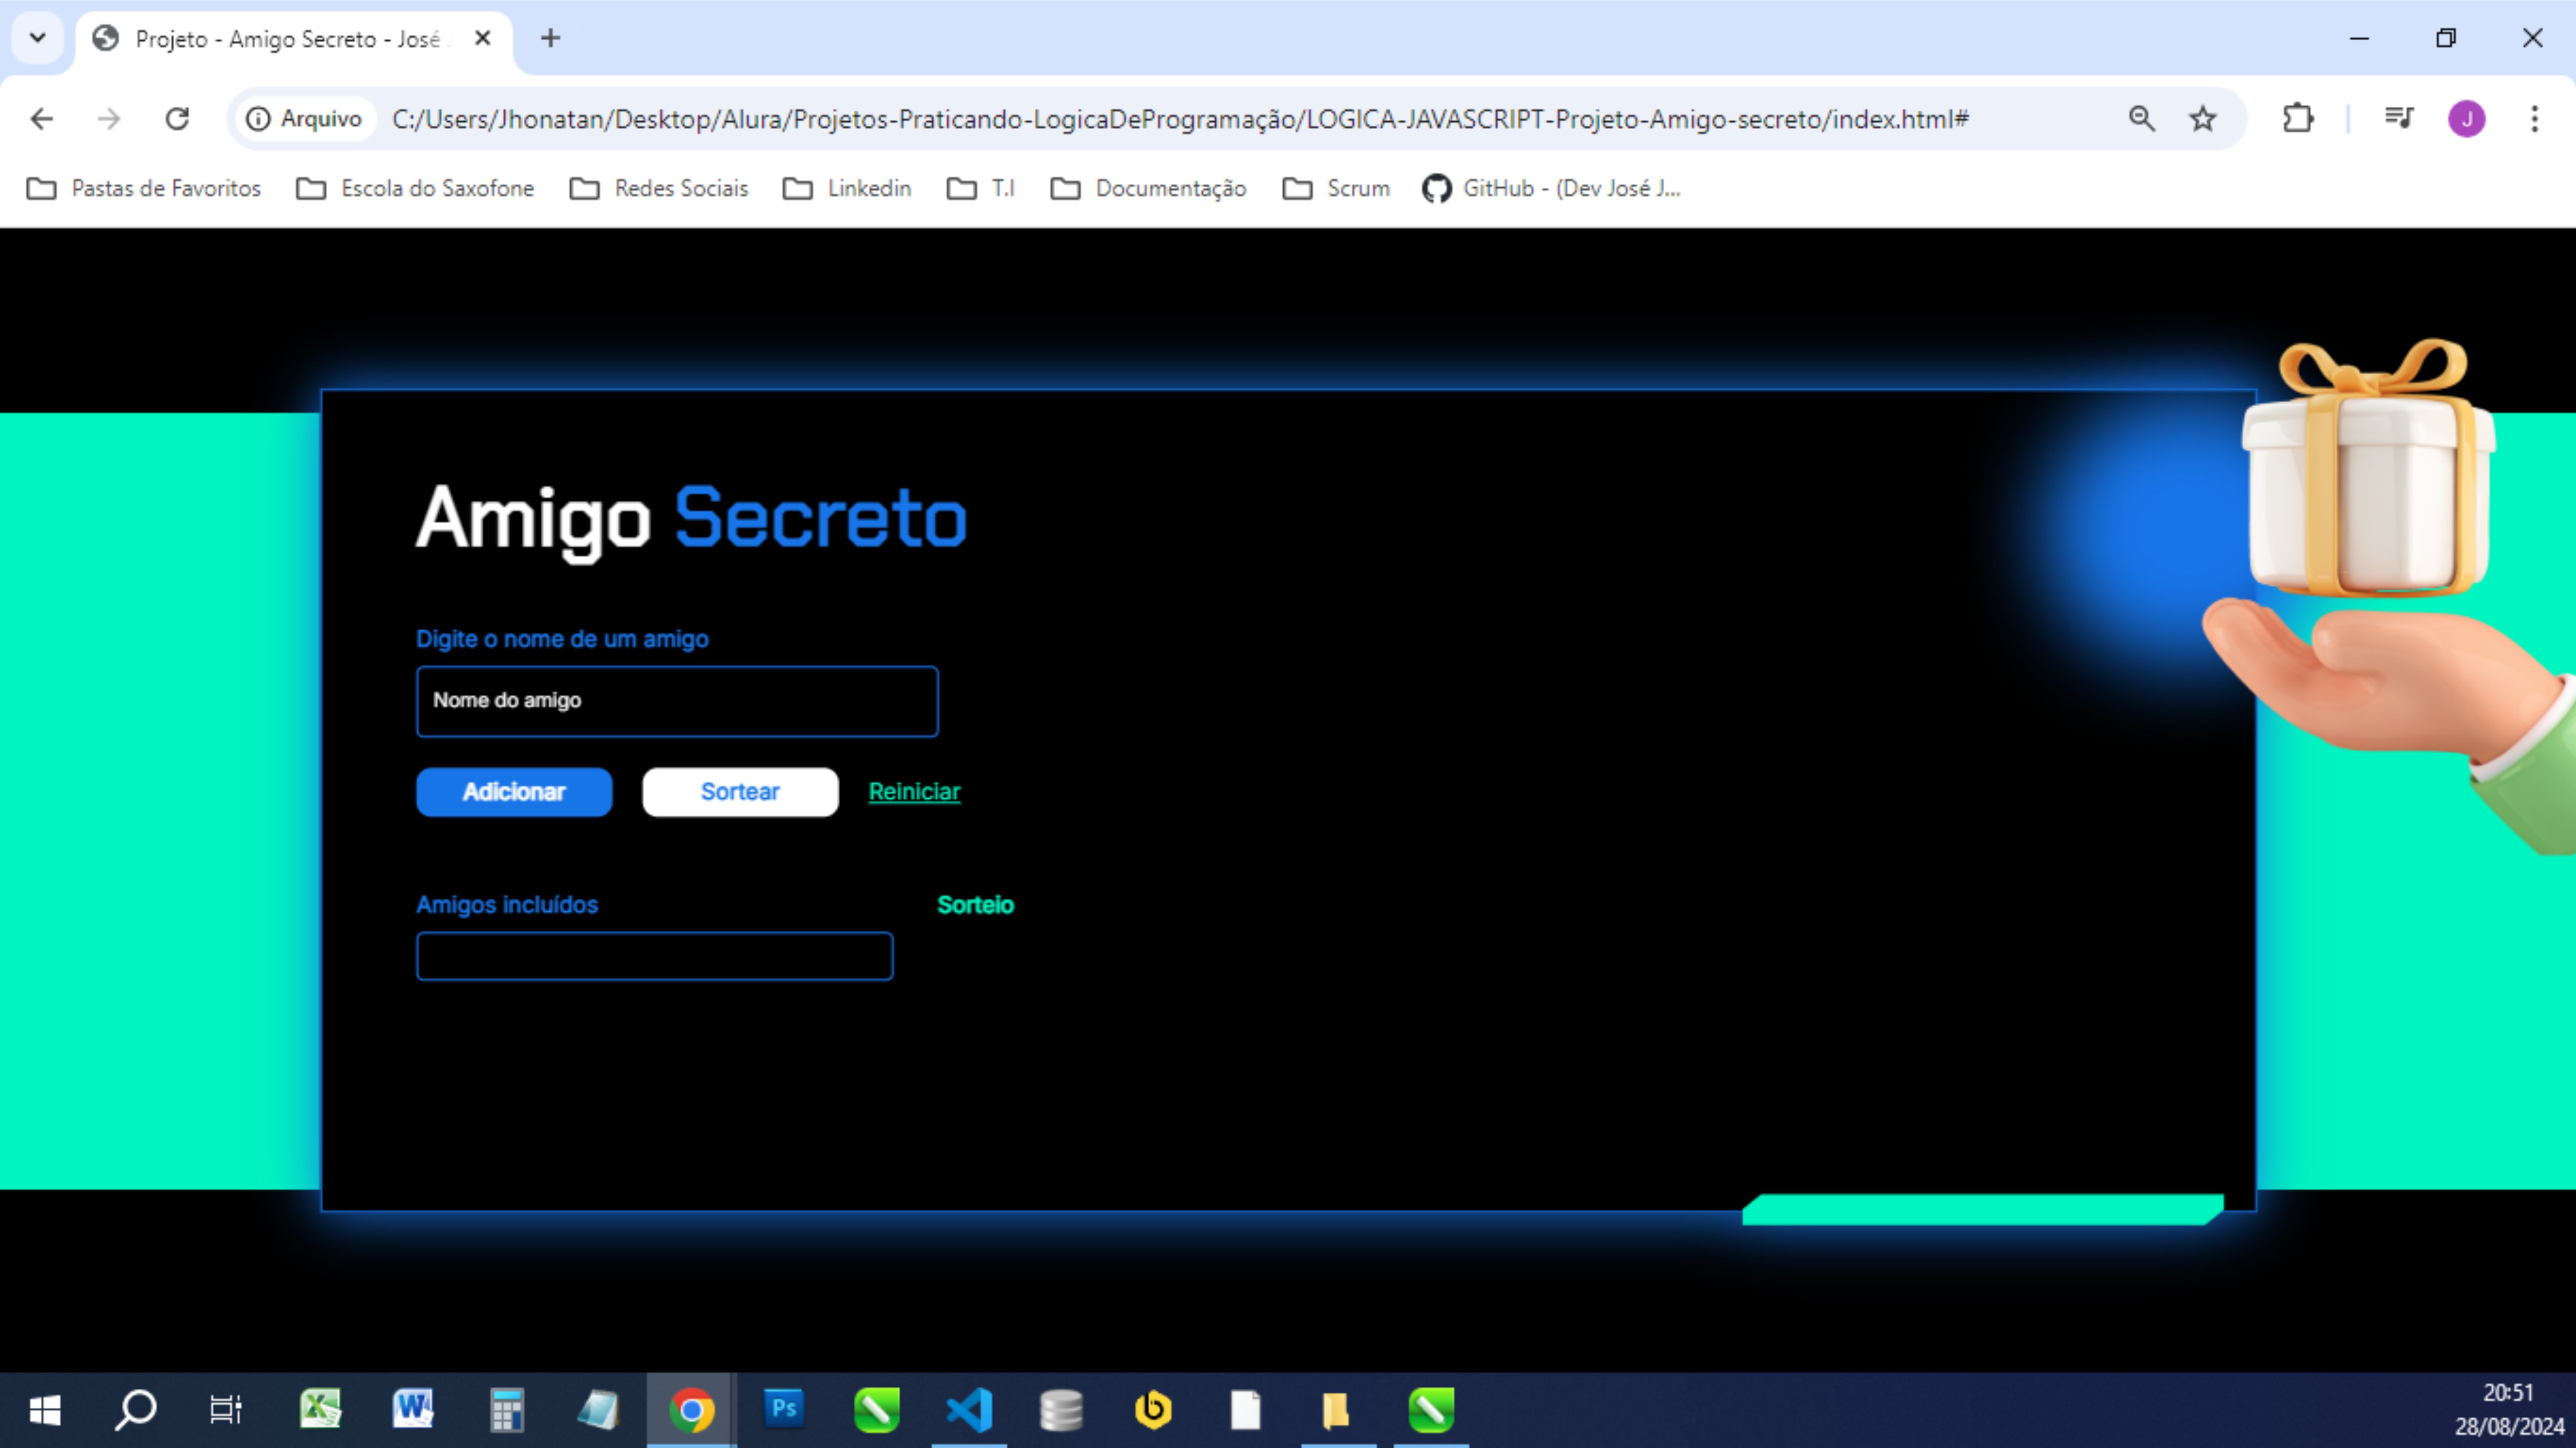 Projeto - Amigo Secreto - José
Arquivo C:/Users/Jhonatan/Desktop/Alura/Projetos-Praticando-LogicaDeProgramação/LOGICA-JAVASCRIPT-Projeto-Amigo-secreto/index.html#
J
Pastas de Favoritos Escola do Saxofone Redes Sociais Linkedin T.I Documentação Scrum GitHub - (Dev José J...
Amigo Secreto
Digite o nome de um amigo
Nome do amigo
Adicionar Sortear Reiniciar
Amigos incluídos Sorteio
Ps
20:51
28/08/2024